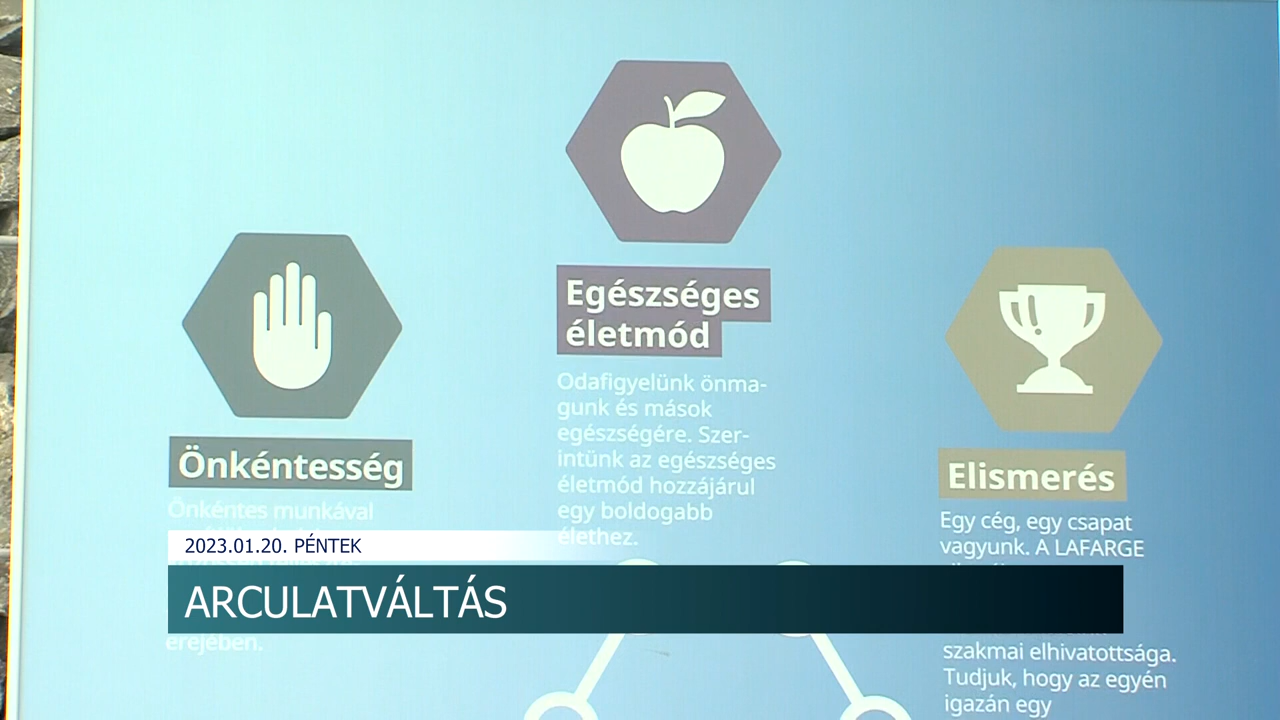 Egészséges
életmód
Odafigyelünk önma-
gunk és mások
egészségére. Szer-
intünk az egészséges
életmód hozzájárul
egy boldogabb
élethez.
Önkéntesség
Önkéntes munkával
erejében.
Elismerés
Egy cég, egy csapat
vagyunk. A LAFARGE
szakmai elhivatottsága.
Tudjuk, hogy az egyén
igazán egy
2023.01.20. PÉNTEK
ARCULATVÁLTÁS